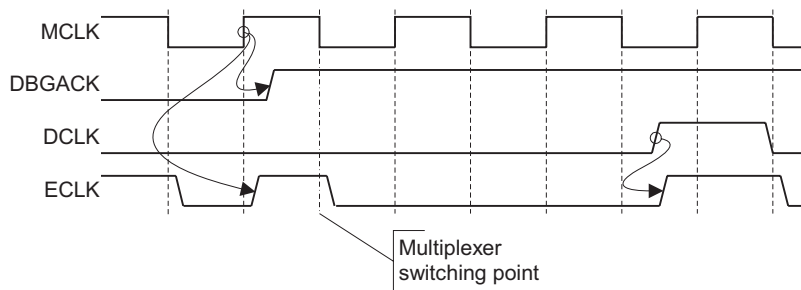 MCLK
DBGACK
DCLK
ECLK
Multiplexer
switching point